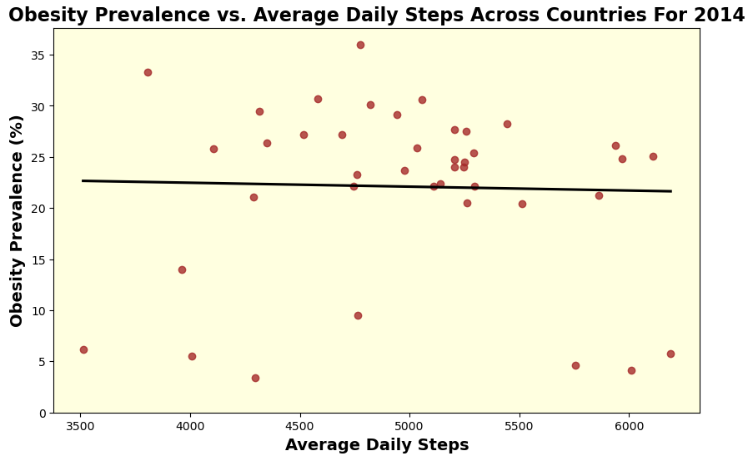 Obesity Prevalence vs. Average Daily Steps Across Countries For 2014
Obesity Prevalence (%)
35
30
25
20
15
10
5
0
3500 4000 4500 5000 5500 6000
Average Daily Steps